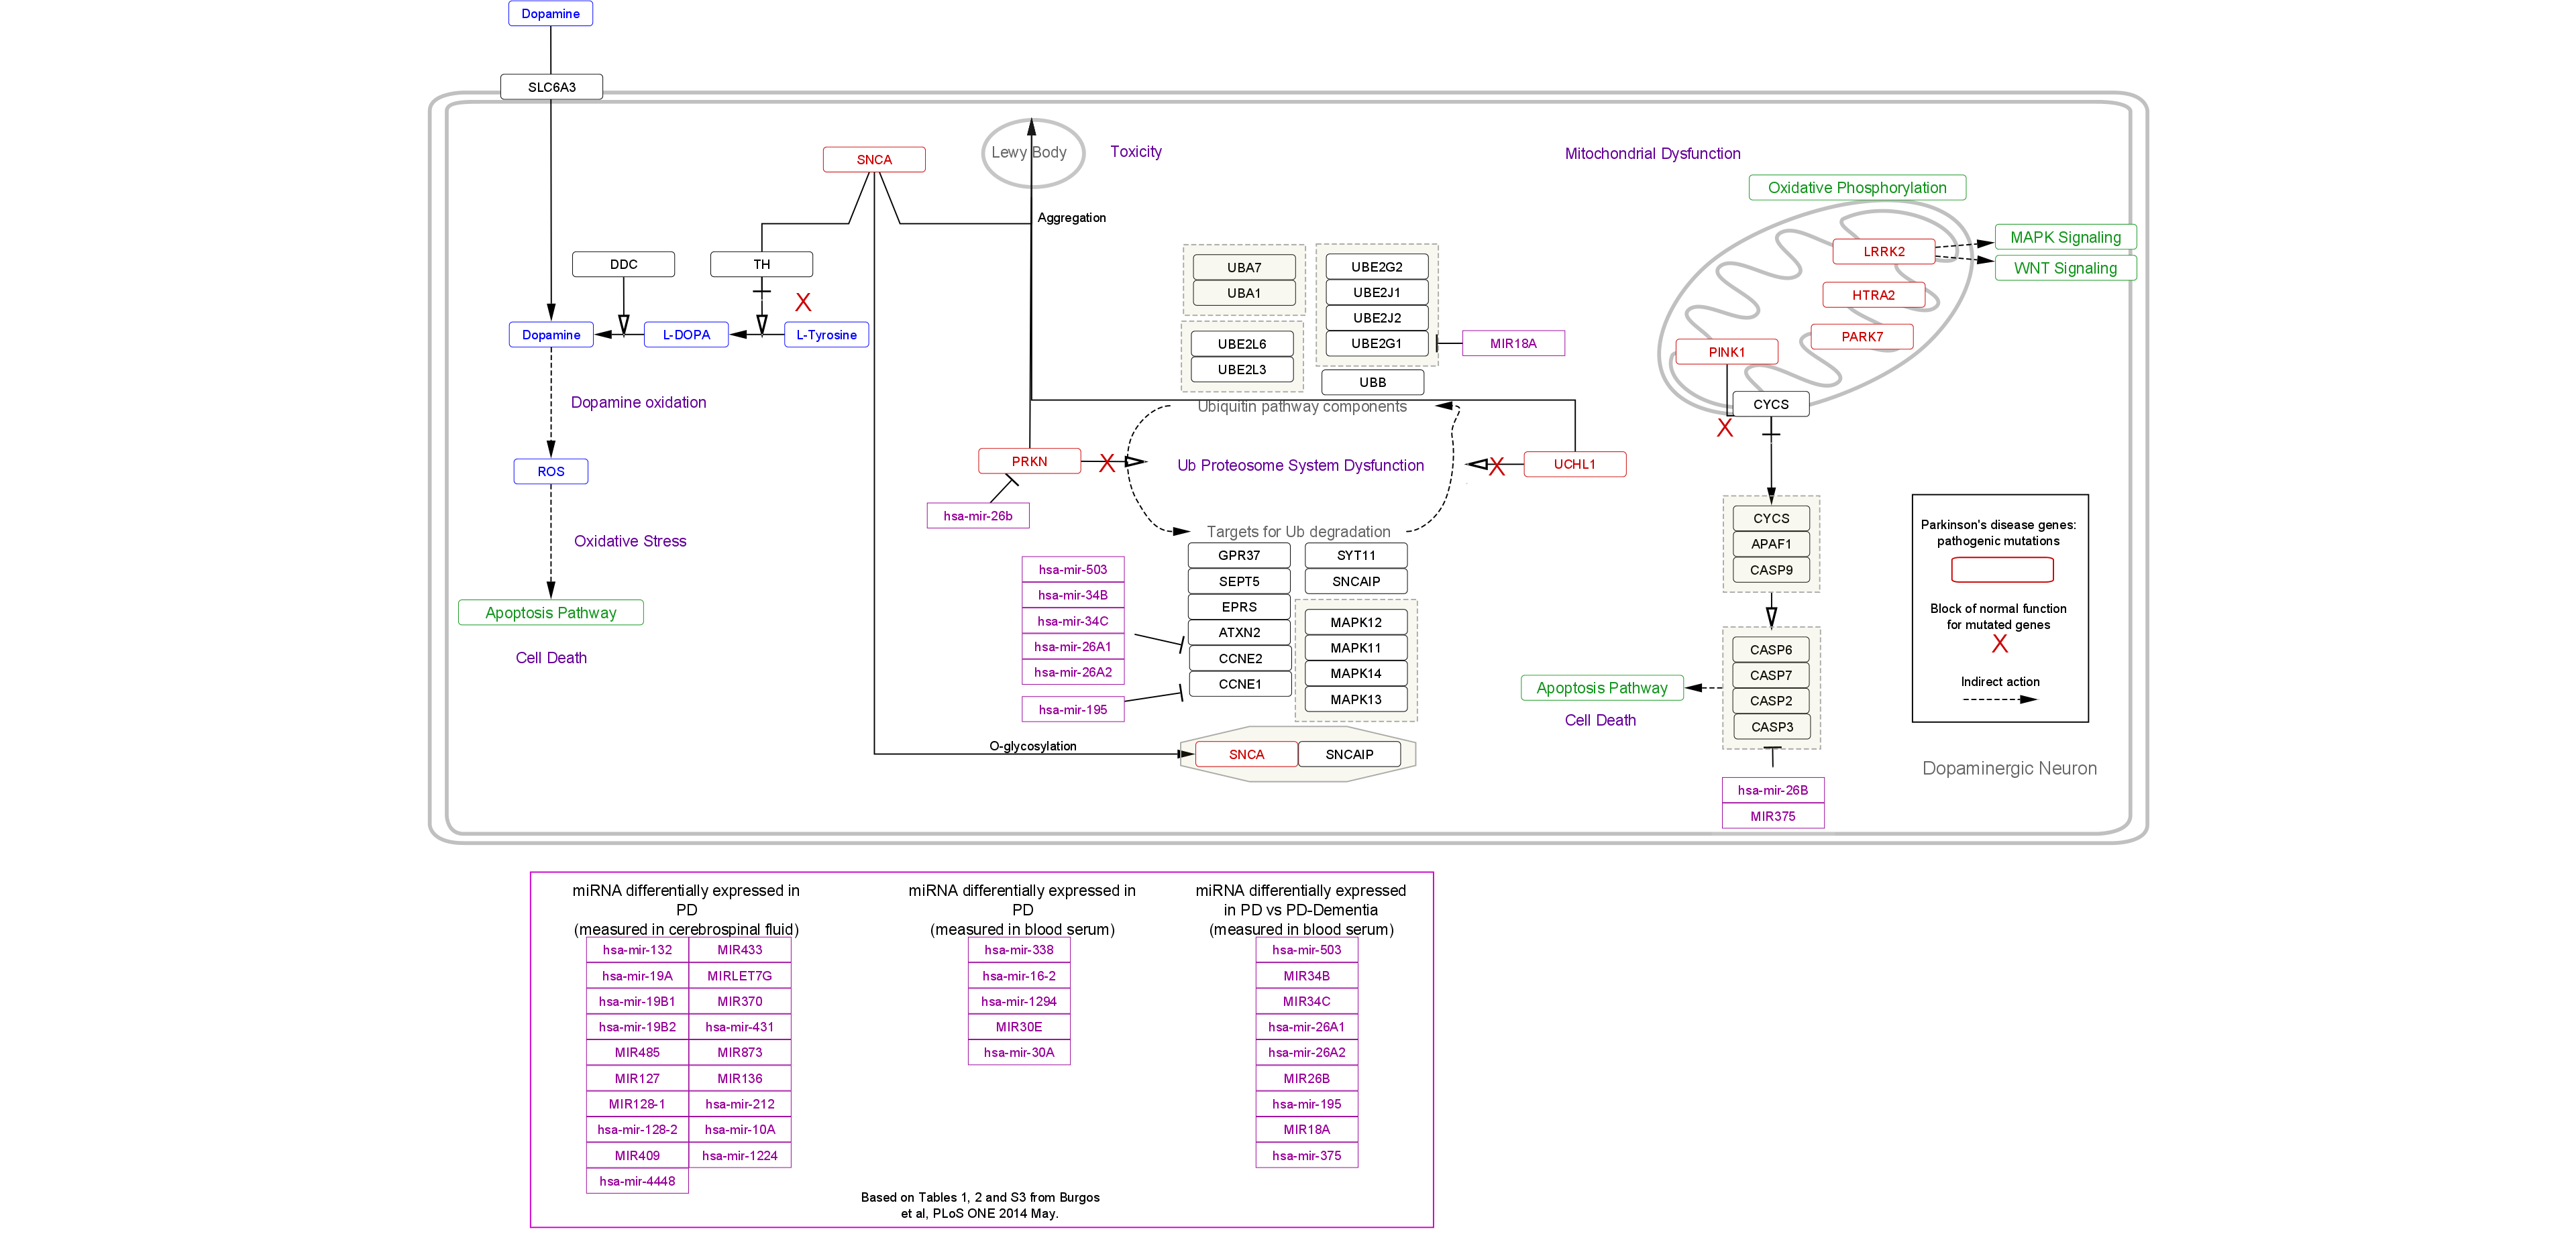 Dopamine
SLC6A3
Lewy Body
Toxicity
Mitochondrial Dysfunction
SNCA
Oxidative Phosphorylation
Aggregation
MAPK Signaling
LRRK2
WNT Signaling
DDC
TH
UBA7
UBA1
UBE2G2
UBE2J1
UBE2J2
UBE2G1
HTRA2
X
Dopamine
L-DOPA
L-Tyrosine
UBE2L6
UBE2L3
MIR18A
PARK7
PINK1
UBB
CYCS
Dopamine oxidation
Ubiquitin pathway components
X
ROS
PRKN
X
Ub Proteosome System Dysfunction
X
UCHL1
hsa-mir-26b
Oxidative Stress
Targets for Ub degradation
CYCS
APAF1
CASP9
Parkinson's disease genes:
pathogenic mutations
Block of normal function
for mutated genes
X
Indirect action
hsa-mir-503
hsa-mir-34B
hsa-mir-34C
hsa-mir-26A1
hsa-mir-26A2
hsa-mir-195
GPR37
SEPT5
EPRS
ATXN2
CCNE2
CCNE1
SYT11
SNCAIP
MAPK12
MAPK11
MAPK14
MAPK13
Apoptosis Pathway
Cell Death
CASP6
CASP7
CASP2
CASP3
Apoptosis Pathway
Cell Death
O-glycosylation
SNCA
SNCAIP
Dopaminergic Neuron
hsa-mir-26B
MIR375
miRNA differentially expressed in
PD
(measured in cerebrospinal fluid)
hsa-mir-132
MIR433
hsa-mir-19A
MIRLET7G
hsa-mir-19B1
MIR370
hsa-mir-19B2
hsa-mir-431
MIR485
MIR873
MIR127
MIR136
MIR128-1
hsa-mir-212
hsa-mir-128-2
hsa-mir-10A
MIR409
hsa-mir-1224
hsa-mir-4448
miRNA differentially expressed in
PD
(measured in blood serum)
hsa-mir-338
hsa-mir-16-2
hsa-mir-1294
MIR30E
hsa-mir-30A
miRNA differentially expressed
in PD vs PD-Dementia
(measured in blood serum)
hsa-mir-503
MIR34B
MIR34C
hsa-mir-26A1
hsa-mir-26A2
MIR26B
hsa-mir-195
MIR18A
hsa-mir-375
Based on Tables 1, 2 and S3 from Burgos
et al, PLoS ONE 2014 May.